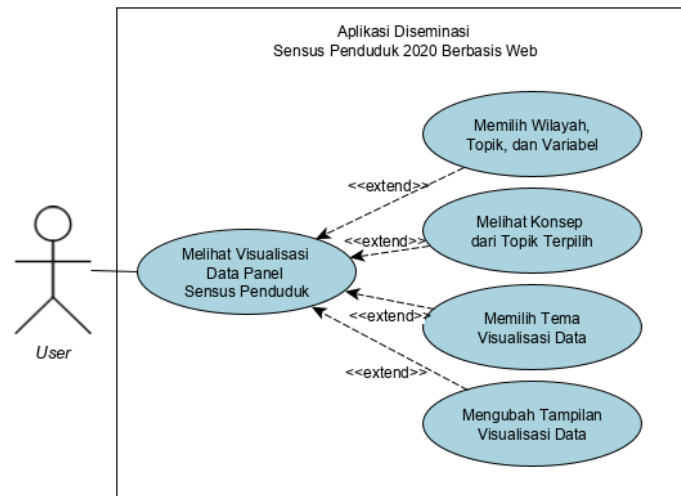 Aplikasi Diseminasi
Sensus Penduduk 2020 Berbasis Web
Memilih Wilayah,
Topik, dan Variabel
<<extend>>
Melihat Konsep
dari Topik Terpilih
<<extend>>
Melihat Visualisasi
Data Panel
Sensus Penduduk
Memilih Tema
Visualisasi Data
<<extend>>
User
<<extend>>
Mengubah Tampilan
Visualisasi Data